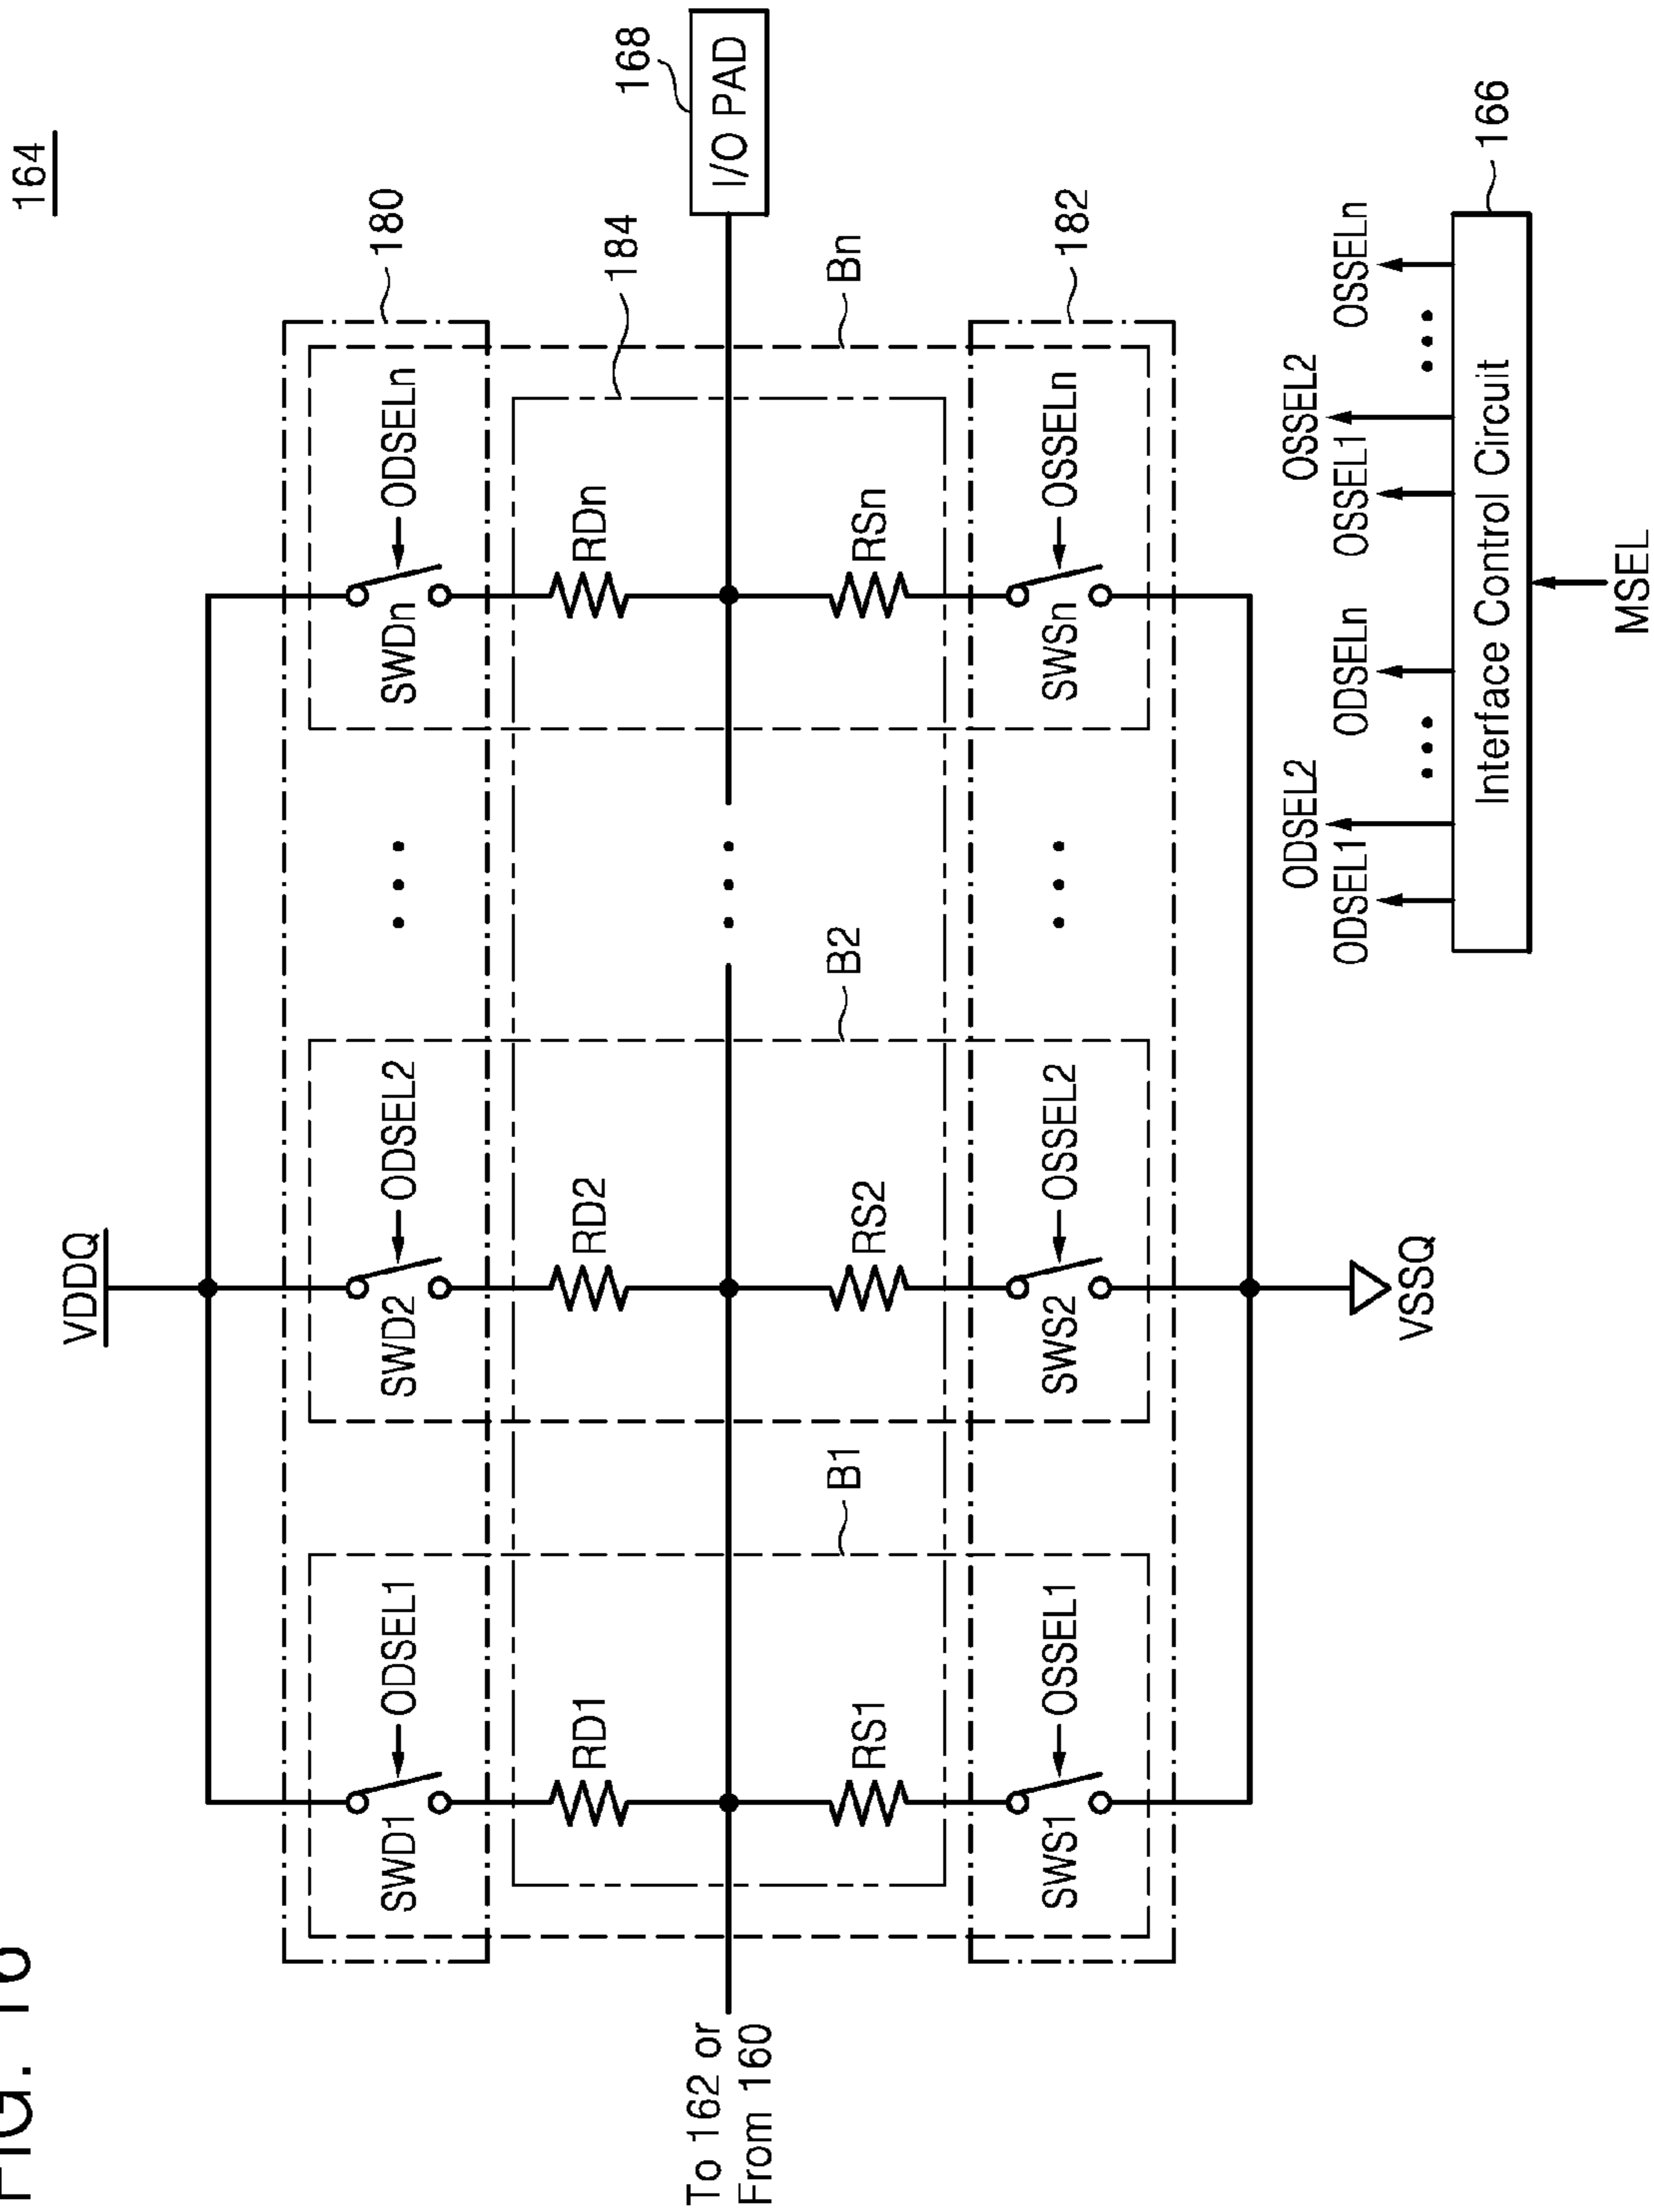 FIG. 16
164
VDDQ
180
SWD1
ODSEL1
SWD2
ODSEL2
SWDn
ODSELn
184
RD1
RD2
RDn
168
To 162 or
From 160
I/O PAD
B1
B2
Bn
RS1
RS2
RSn
182
SWS1
OSSEL1
SWS2
OSSEL2
SWSn
OSSELn
ODSEL2
OSSEL2
ODSEL1
ODSELn
OSSEL1
OSSELn
VSSQ
Interface Control Circuit
166
MSEL